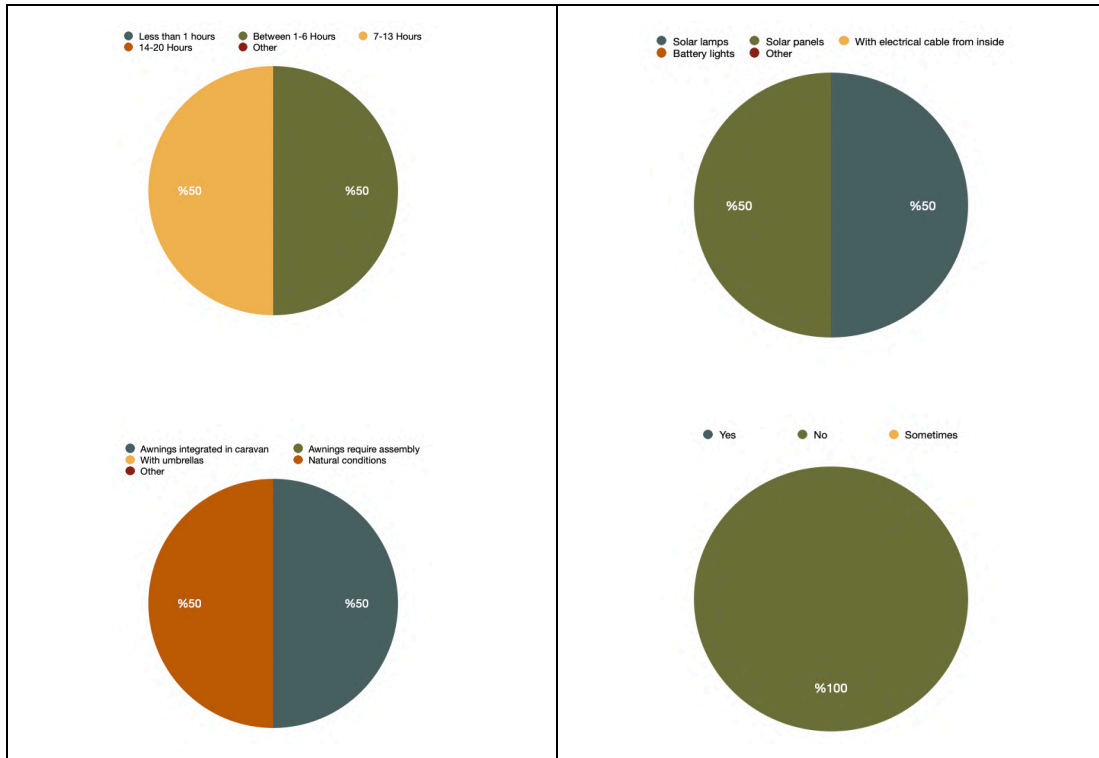 Less than 1 hours Between 1-6 Hours 7-13 Hours
14-20 Hours Other
%50 %50
Solar lamps Solar panels With electrical cable from inside
Battery lights Other
%50 %50
Awnings integrated in caravan Awnings require assembly
With umbrellas Natural conditions
Other
%50 %50
Yes No Sometimes
%100